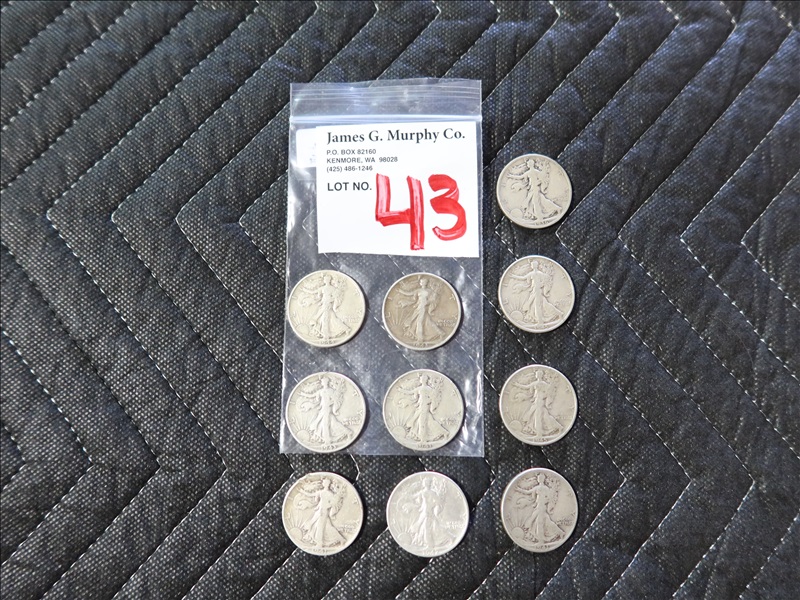 James G. Murphy Co.
P.O. BOX 82160
KENMORE, WA 98028
(425) 486-1246
LOT NO. 43